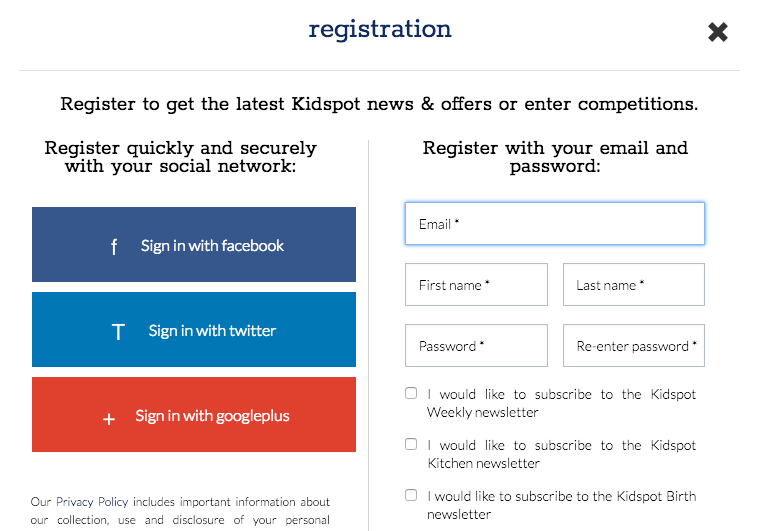 registration
Register to get the latest Kidspot news & offers or enter competitions.
Register quickly and securely
with your social network:
f Sign in with facebook
T Sign in with twitter
+ Sign in with googleplus
Our Privacy Policy includes important information about
our collection, use and disclosure of your personal
Register with your email and
password:
Email *
First name *
Last name *
Password *
Re-enter password *
I would like to subscribe to the Kidspot
Weekly newsletter
I would like to subscribe to the Kidspot
Kitchen newsletter
I would like to subscribe to the Kidspot Birth
newsletter